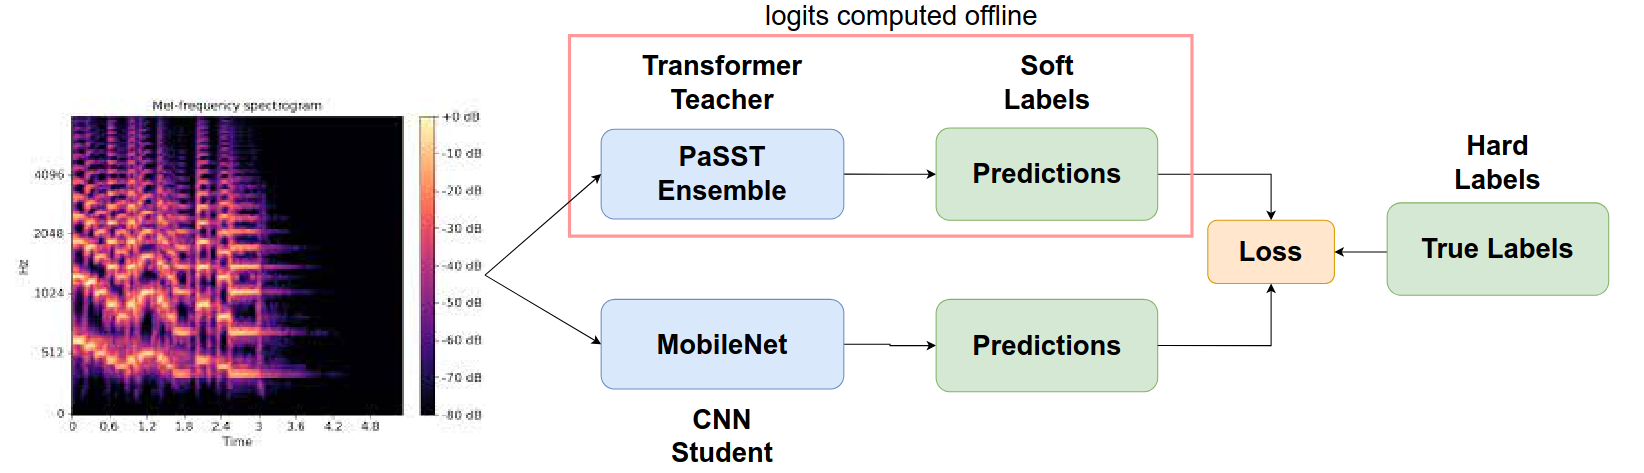 logits computed offline
Transformer
Teacher
Soft
Labels
PaSST
Ensemble
Predictions
Hard
Labels
True Labels
Loss
MobileNet
Predictions
CNN
Student
Mel-frequency spectrogram
Hz
4096
2048
1024
512
0
0
0.6
1.2
1.8
2.4
3
3.6
4.2
4.8
Time
+0 dB
-10 dB
-20 dB
-30 dB
-40 dB
-50 dB
-60 dB
-70 dB
-80 dB